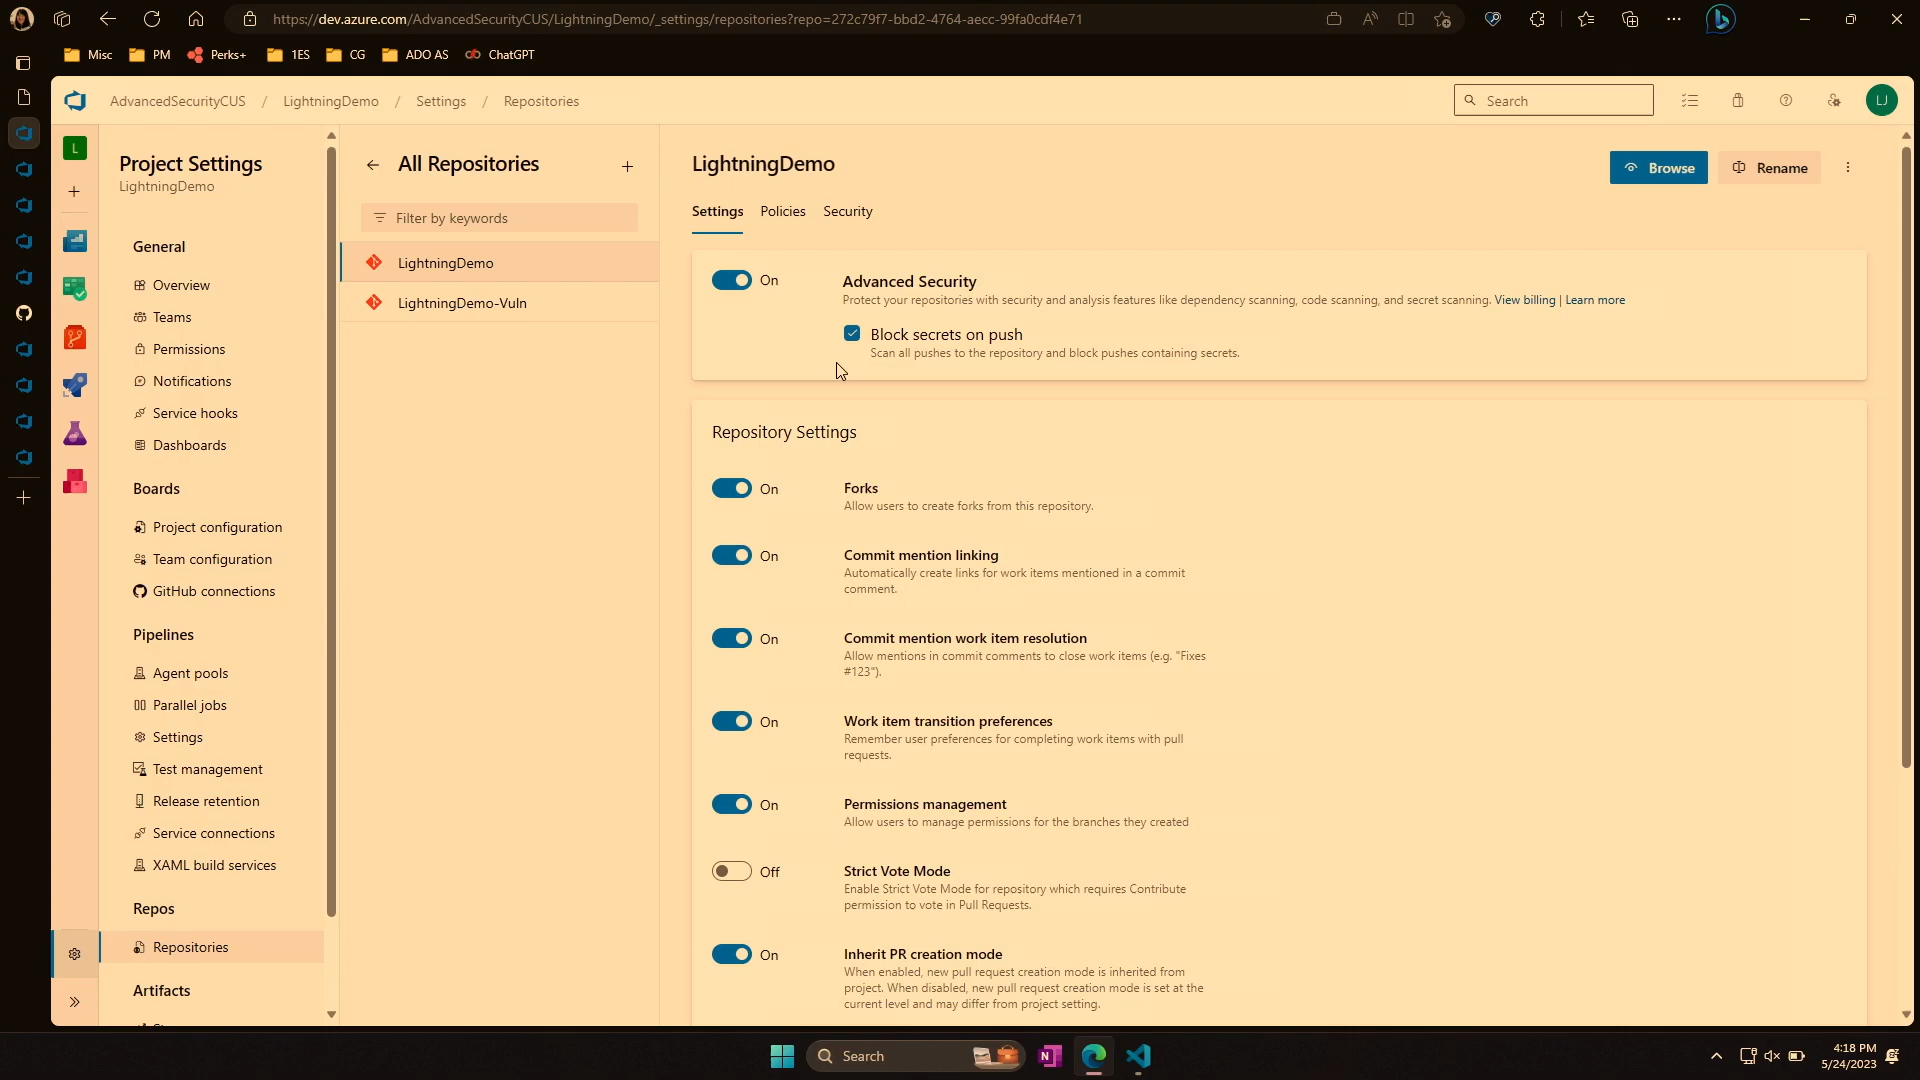 https://dev.azure.com/AdvancedSecurityCUS/LightningDemo/_settings/repositories?repo=272c79f7-bbd2-4764-aecc-99fa0cdf4e71
Misc PM Perks+ 1ES CG ADO AS ChatGPT
AdvancedSecurityCUS / LightningDemo / Settings / Repositories
Search
LJ
L
Project Settings
LightningDemo
General
Overview
Teams
Permissions
Notifications
Service hooks
Dashboards
Boards
Project configuration
Team configuration
GitHub connections
Pipelines
Agent pools
Parallel jobs
Settings
Test management
Release retention
Service connections
XAML build services
Repos
Repositories
Artifacts
All Repositories
Filter by keywords
LightningDemo
LightningDemo-Vuln
LightningDemo
Browse
Rename
Settings Policies Security
On
Advanced Security
Protect your repositories with security and analysis features like dependency scanning, code scanning, and secret scanning. View billing | Learn more
Block secrets on push
Scan all pushes to the repository and block pushes containing secrets.
Repository Settings
On
Forks
Allow users to create forks from this repository.
On
Commit mention linking
Automatically create links for work items mentioned in a commit
comment.
On
Commit mention work item resolution
Allow mentions in commit comments to close work items (e.g. "Fixes
#123").
On
Work item transition preferences
Remember user preferences for completing work items with pull
requests.
On
Permissions management
Allow users to manage permissions for the branches they created
Off
Strict Vote Mode
Enable Strict Vote Mode for repository which requires Contribute
permission to vote in Pull Requests.
On
Inherit PR creation mode
When enabled, new pull request creation mode is inherited from
project. When disabled, new pull request creation mode is set at the
current level and may differ from project setting.
Search
N
4:18 PM
5/24/2023